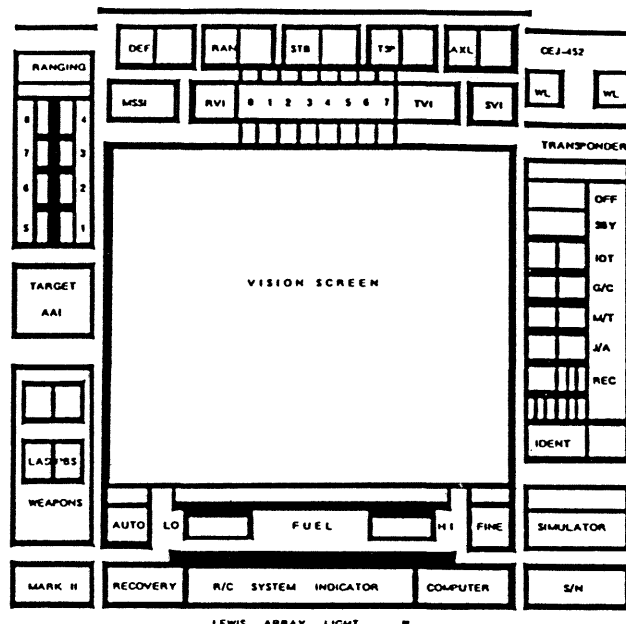 DEF RAN STB TSP AXL
CEJ-452
RANGING
MSSI RVI 0 1 2 3 4 5 6 7 TVI SVI
WL WL
8 4
7 3
6 2
5 1
TRANSPONDER
OFF
SBY
IOT
G/C
M/T
J/A
REC
IDENT
TARGET
AAI
VISION SCREEN
WEAPONS
AUTO LO FUEL HI FINE
SIMULATOR
MARK II RECOVERY R/C SYSTEM INDICATOR COMPUTER S/N
LEWIS ARRAY LIGHT